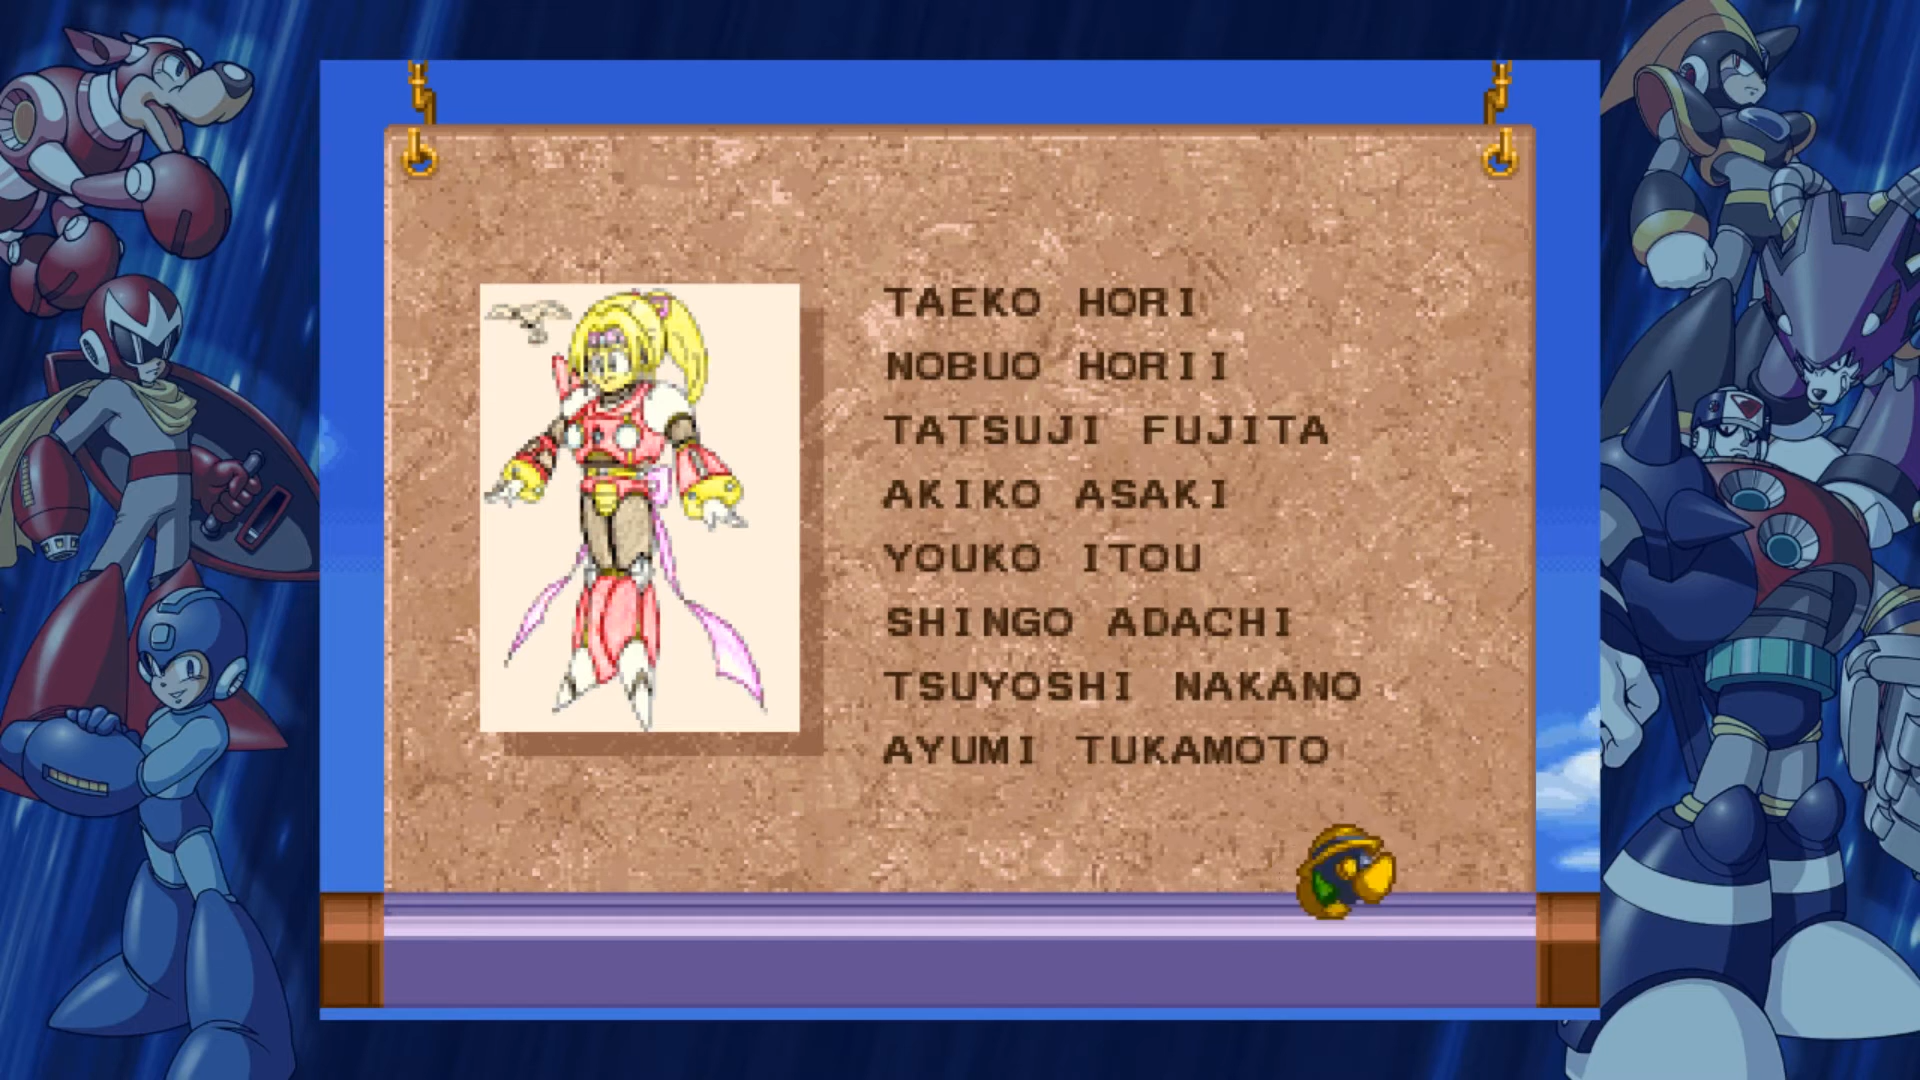 TAEKO HORI
NOBUO HORII
TATSUJI FUJITA
AKIKO ASAKI
YOUKO ITOU
SHINGO ADACHI
TSUYOSHI NAKANO
AYUMI TUKAMOTO